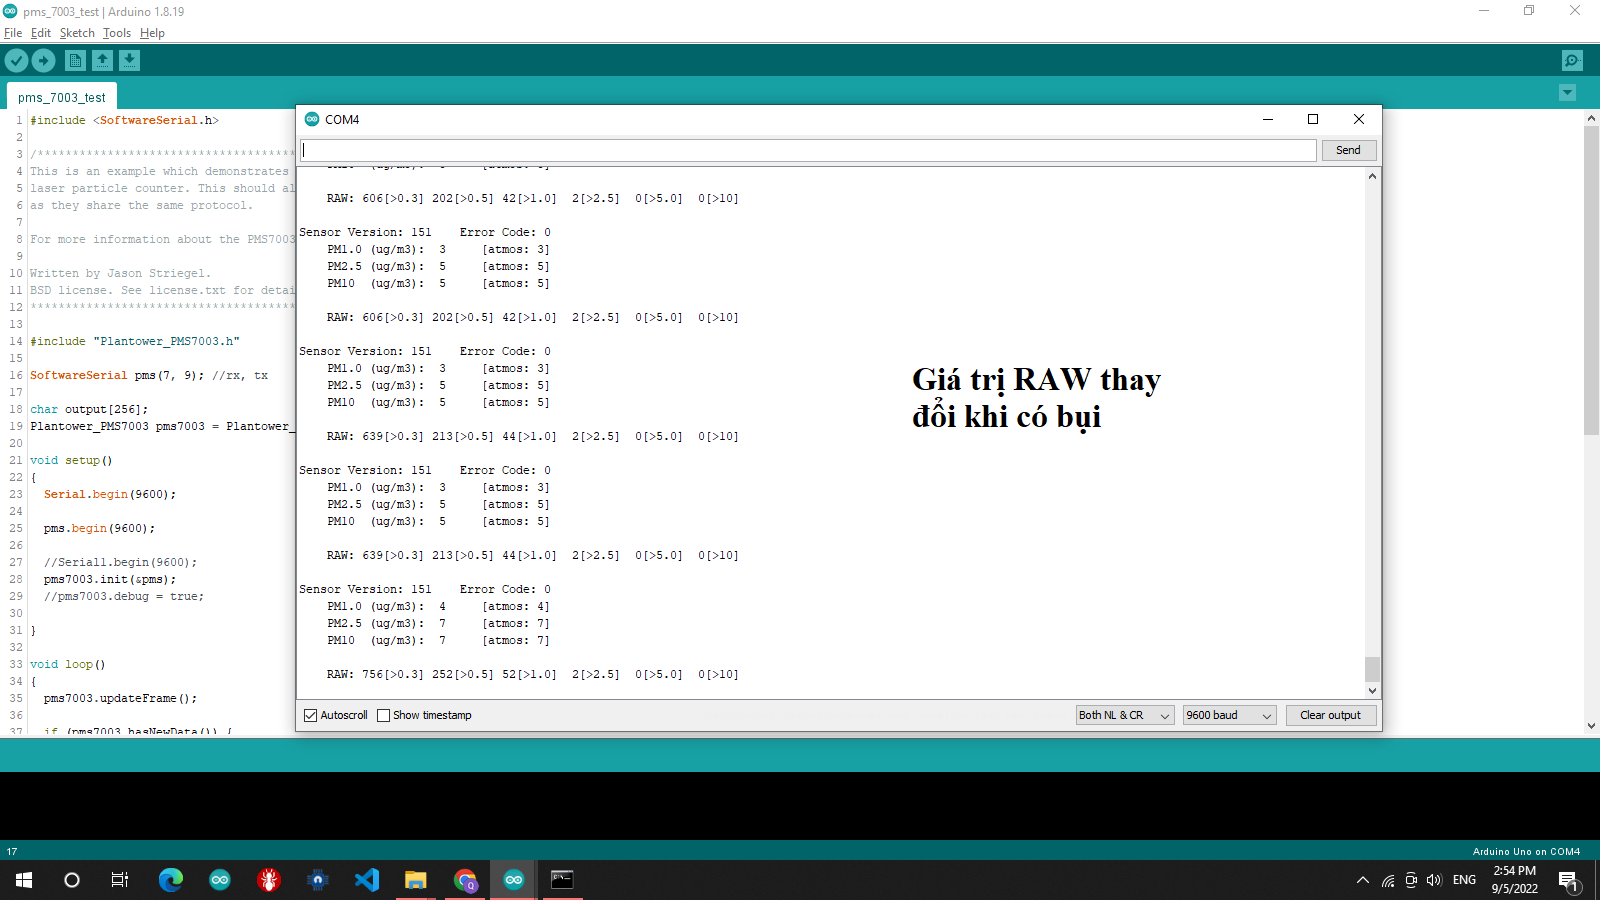 pms_7003_test | Arduino 1.8.19
File Edit Sketch Tools Help
pms_7003_test
1 #include <SoftwareSerial.h>
2
3 /*************************************
4 This is an example which demonstrates
5 laser particle counter. This should al
6 as they share the same protocol.
7
8 For more information about the PMS7003
9
10 Written by Jason Striegel.
11 BSD license. See license.txt for detai
12 **************************************
13
14 #include "Plantower_PMS7003.h"
15
16 SoftwareSerial pms(7, 9); //rx, tx
17
18 char output[256];
19 Plantower_PMS7003 pms7003 = Plantower_
20
21 void setup()
22 {
23 Serial.begin(9600);
24
25 pms.begin(9600);
26
27 //Serial1.begin(9600);
28 pms7003.init(&pms);
29 //pms7003.debug = true;
30
31 }
32
33 void loop()
34 {
35 pms7003.updateFrame();
36
37 if (pms7003.hasNewData()) {
COM4
Send
RAW: 606[>0.3] 202[>0.5] 42[>1.0] 2[>2.5] 0[>5.0] 0[>10]
Sensor Version: 151 Error Code: 0
PM1.0 (ug/m3): 3 [atmos: 3]
PM2.5 (ug/m3): 5 [atmos: 5]
PM10 (ug/m3): 5 [atmos: 5]
RAW: 606[>0.3] 202[>0.5] 42[>1.0] 2[>2.5] 0[>5.0] 0[>10]
Sensor Version: 151 Error Code: 0
PM1.0 (ug/m3): 3 [atmos: 3]
PM2.5 (ug/m3): 5 [atmos: 5]
PM10 (ug/m3): 5 [atmos: 5]
RAW: 639[>0.3] 213[>0.5] 44[>1.0] 2[>2.5] 0[>5.0] 0[>10]
Sensor Version: 151 Error Code: 0
PM1.0 (ug/m3): 3 [atmos: 3]
PM2.5 (ug/m3): 5 [atmos: 5]
PM10 (ug/m3): 5 [atmos: 5]
RAW: 639[>0.3] 213[>0.5] 44[>1.0] 2[>2.5] 0[>5.0] 0[>10]
Sensor Version: 151 Error Code: 0
PM1.0 (ug/m3): 4 [atmos: 4]
PM2.5 (ug/m3): 7 [atmos: 7]
PM10 (ug/m3): 7 [atmos: 7]
RAW: 756[>0.3] 252[>0.5] 52[>1.0] 2[>2.5] 0[>5.0] 0[>10]
Giá trị RAW thay
đổi khi có bụi
Autoscroll Show timestamp Both NL & CR 9600 baud Clear output
17 Arduino Uno on COM4
ENG
2:54 PM
9/5/2022
1